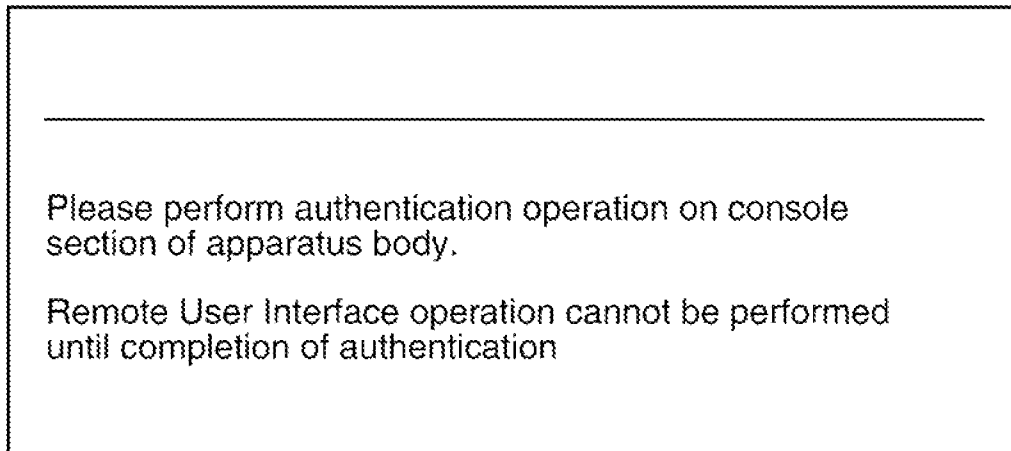 Please perform authentication operation on console
section of apparatus body.
Remote User Interface operation cannot be performed
until completion of authentication